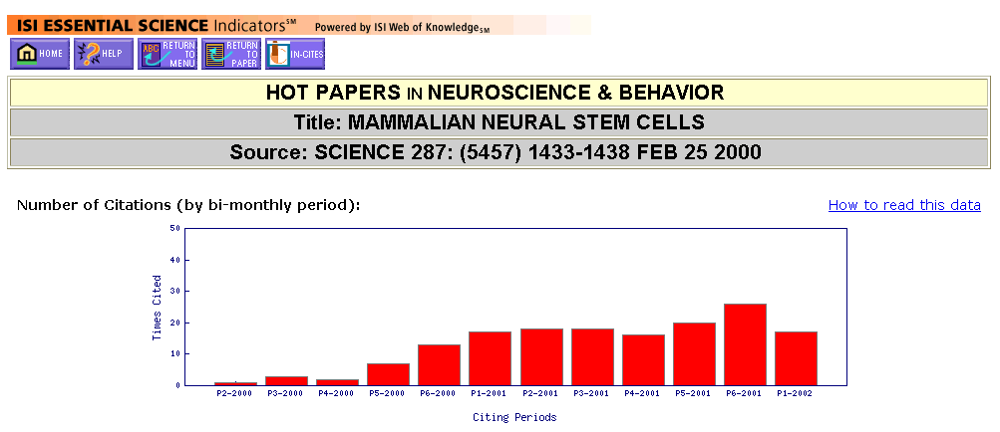 ISI ESSENTIAL SCIENCE Indicators℠ Powered by ISI Web of Knowledge℠
HOME HELP ABC RETURN TO MENU RETURN TO PAPER IN-CITES
HOT PAPERS IN NEUROSCIENCE & BEHAVIOR
Title: MAMMALIAN NEURAL STEM CELLS
Source: SCIENCE 287: (5457) 1433-1438 FEB 25 2000
Number of Citations (by bi-monthly period): How to read this data
50
40
30
20
10
0
Times Cited
P2-2000 P3-2000 P4-2000 P5-2000 P6-2000 P1-2001 P2-2001 P3-2001 P4-2001 P5-2001 P6-2001 P1-2002
Citing Periods